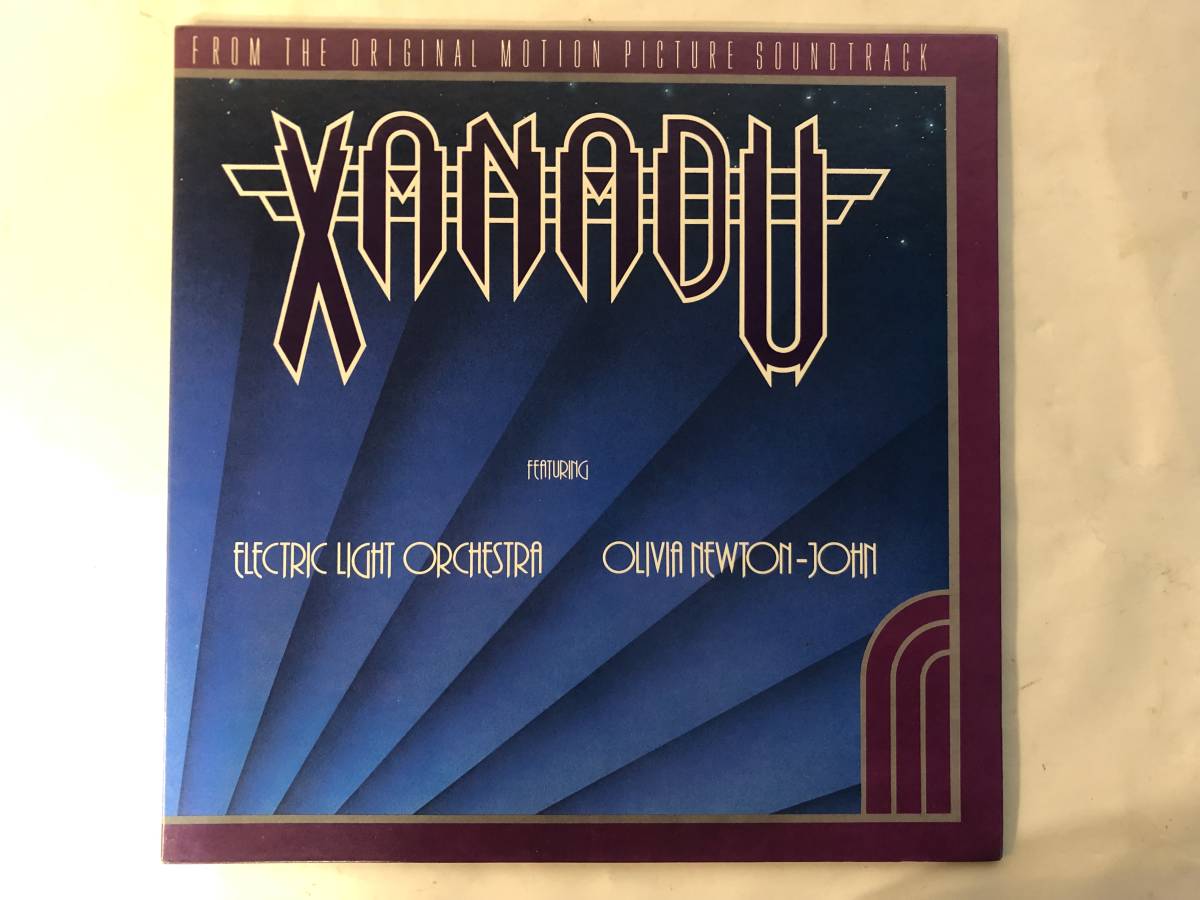 FROM THE ORIGINAL MOTION PICTURE SOUNDTRACK
XANADU
FEATURING
ELECTRIC LIGHT ORCHESTRA OLIVIA NEWTON-JOHN